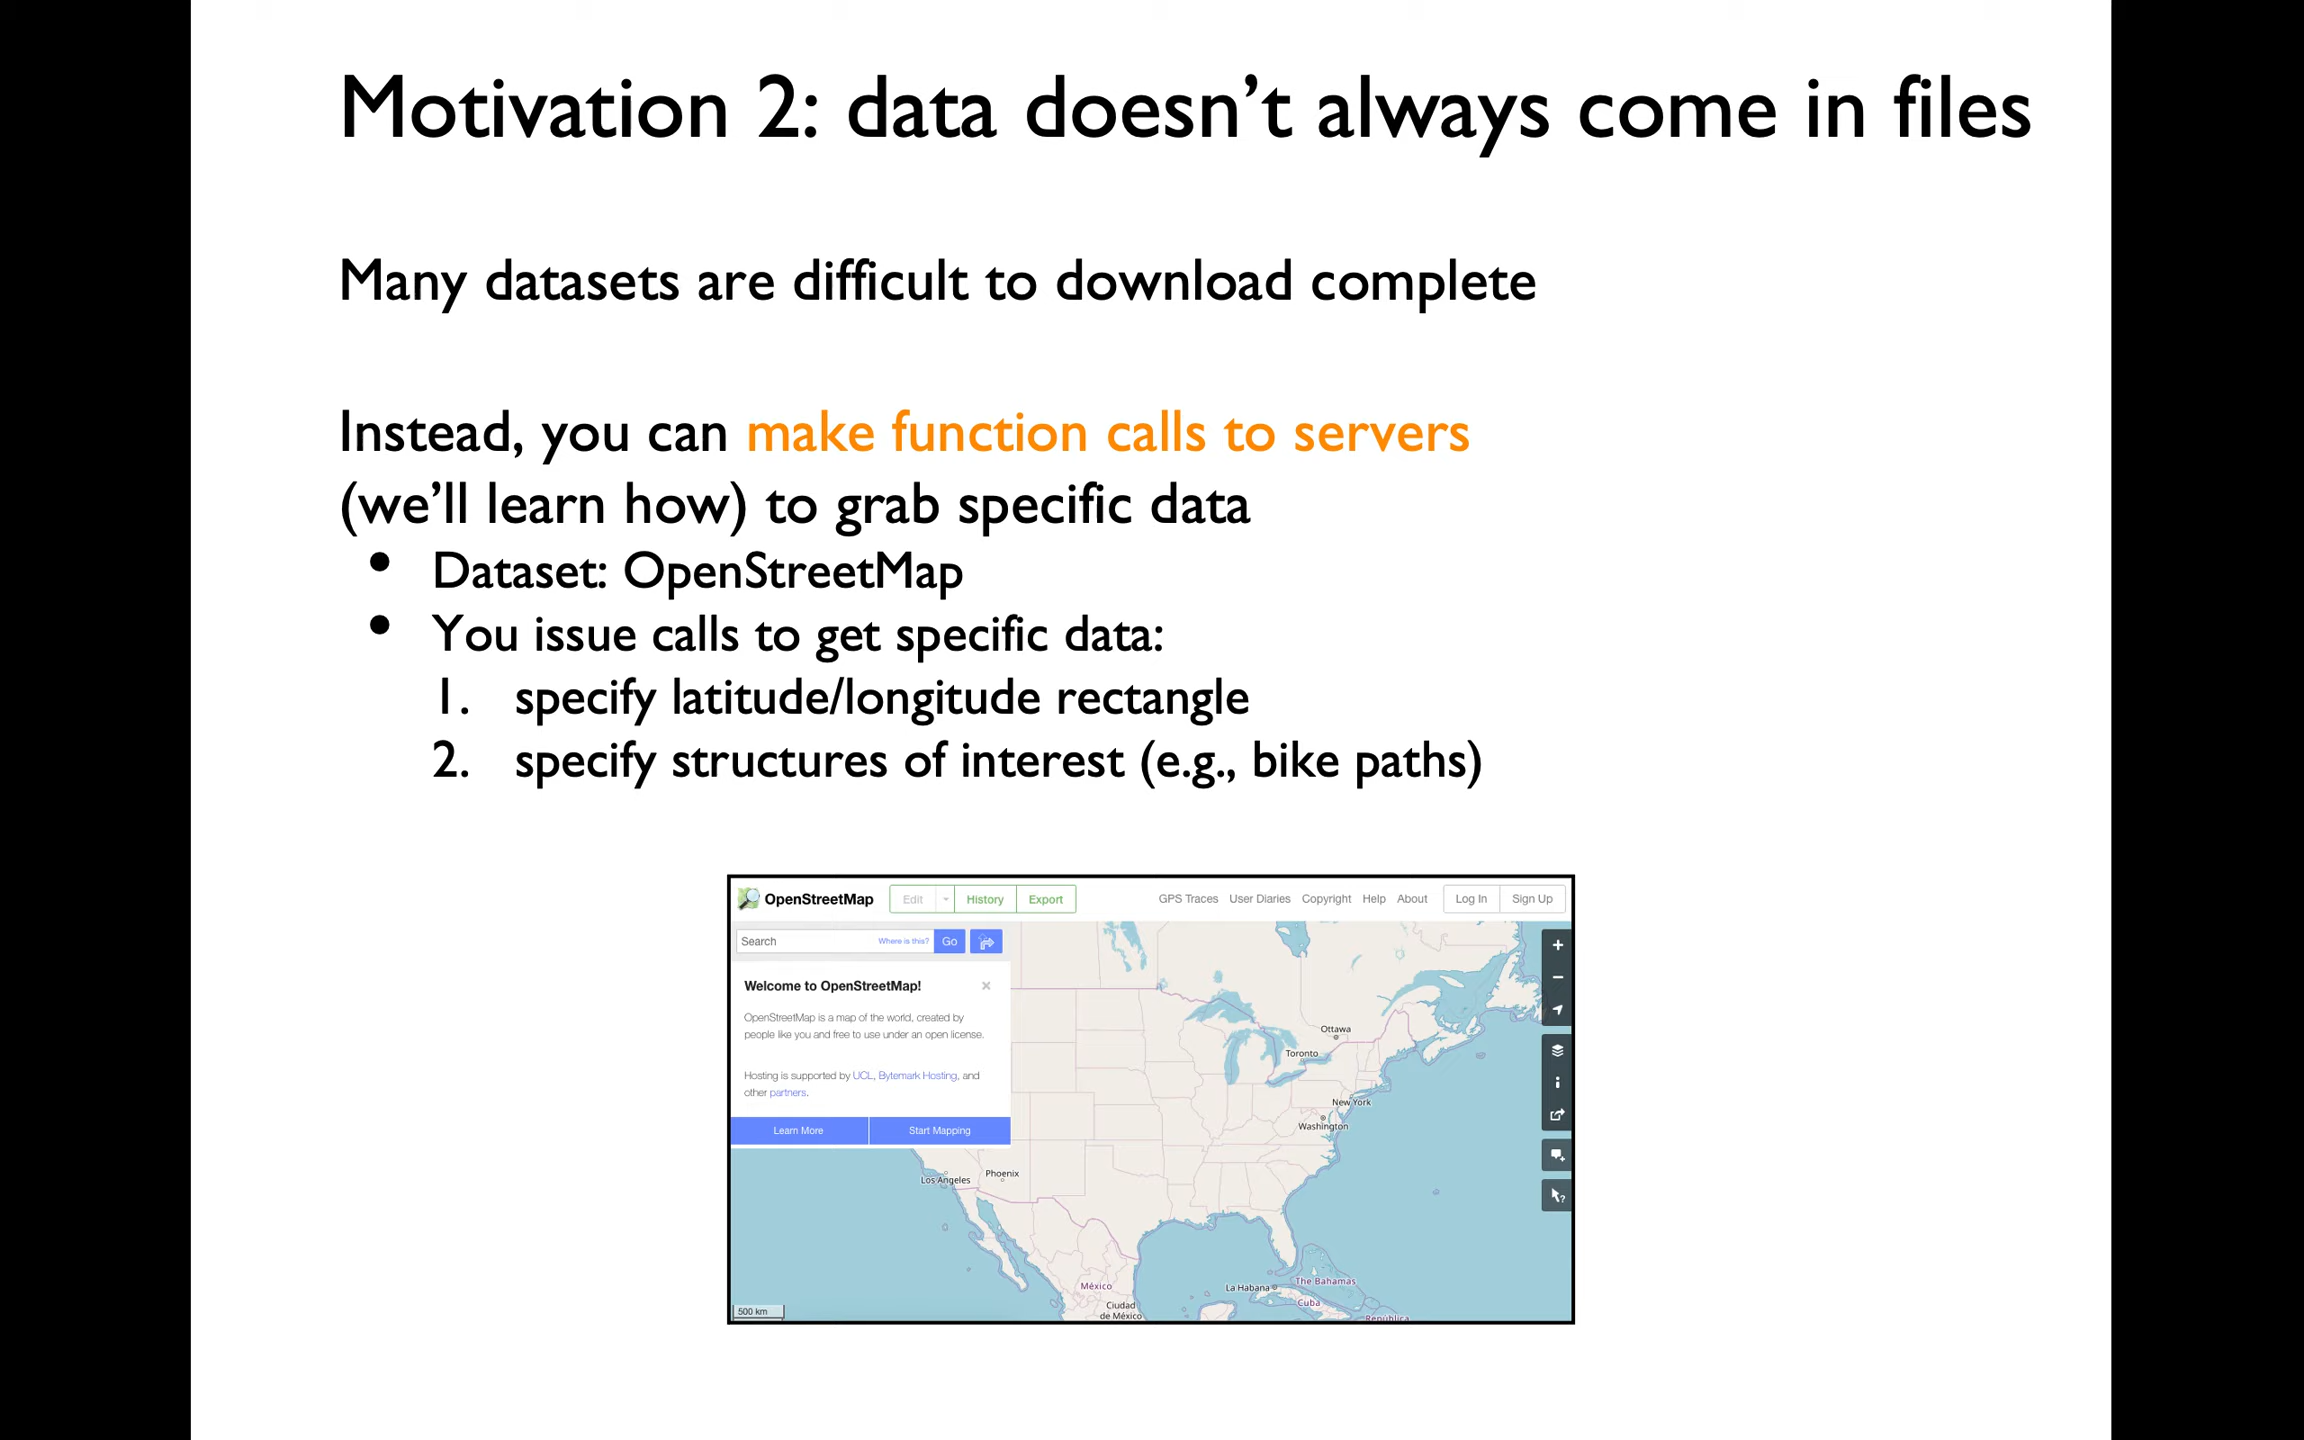 Motivation 2: data doesn’t always come in files
Many datasets are difficult to download complete
Instead, you can make function calls to servers
(we’ll learn how) to grab specific data
• Dataset: OpenStreetMap
• You issue calls to get specific data:
1. specify latitude/longitude rectangle
2. specify structures of interest (e.g., bike paths)
OpenStreetMap Edit History Export GPS Traces User Diaries Copyright Help About Log In Sign Up
Search Where is this? Go
Welcome to OpenStreetMap! ×
OpenStreetMap is a map of the world, created by
people like you and free to use under an open license.
Hosting is supported by UCL, Bytemark Hosting, and
other partners.
Learn More Start Mapping
Ottawa
Toronto
New York
Washington
Phoenix
Los Angeles
México
Ciudad
de México
La Habana
The Bahamas
Cuba
República
500 km